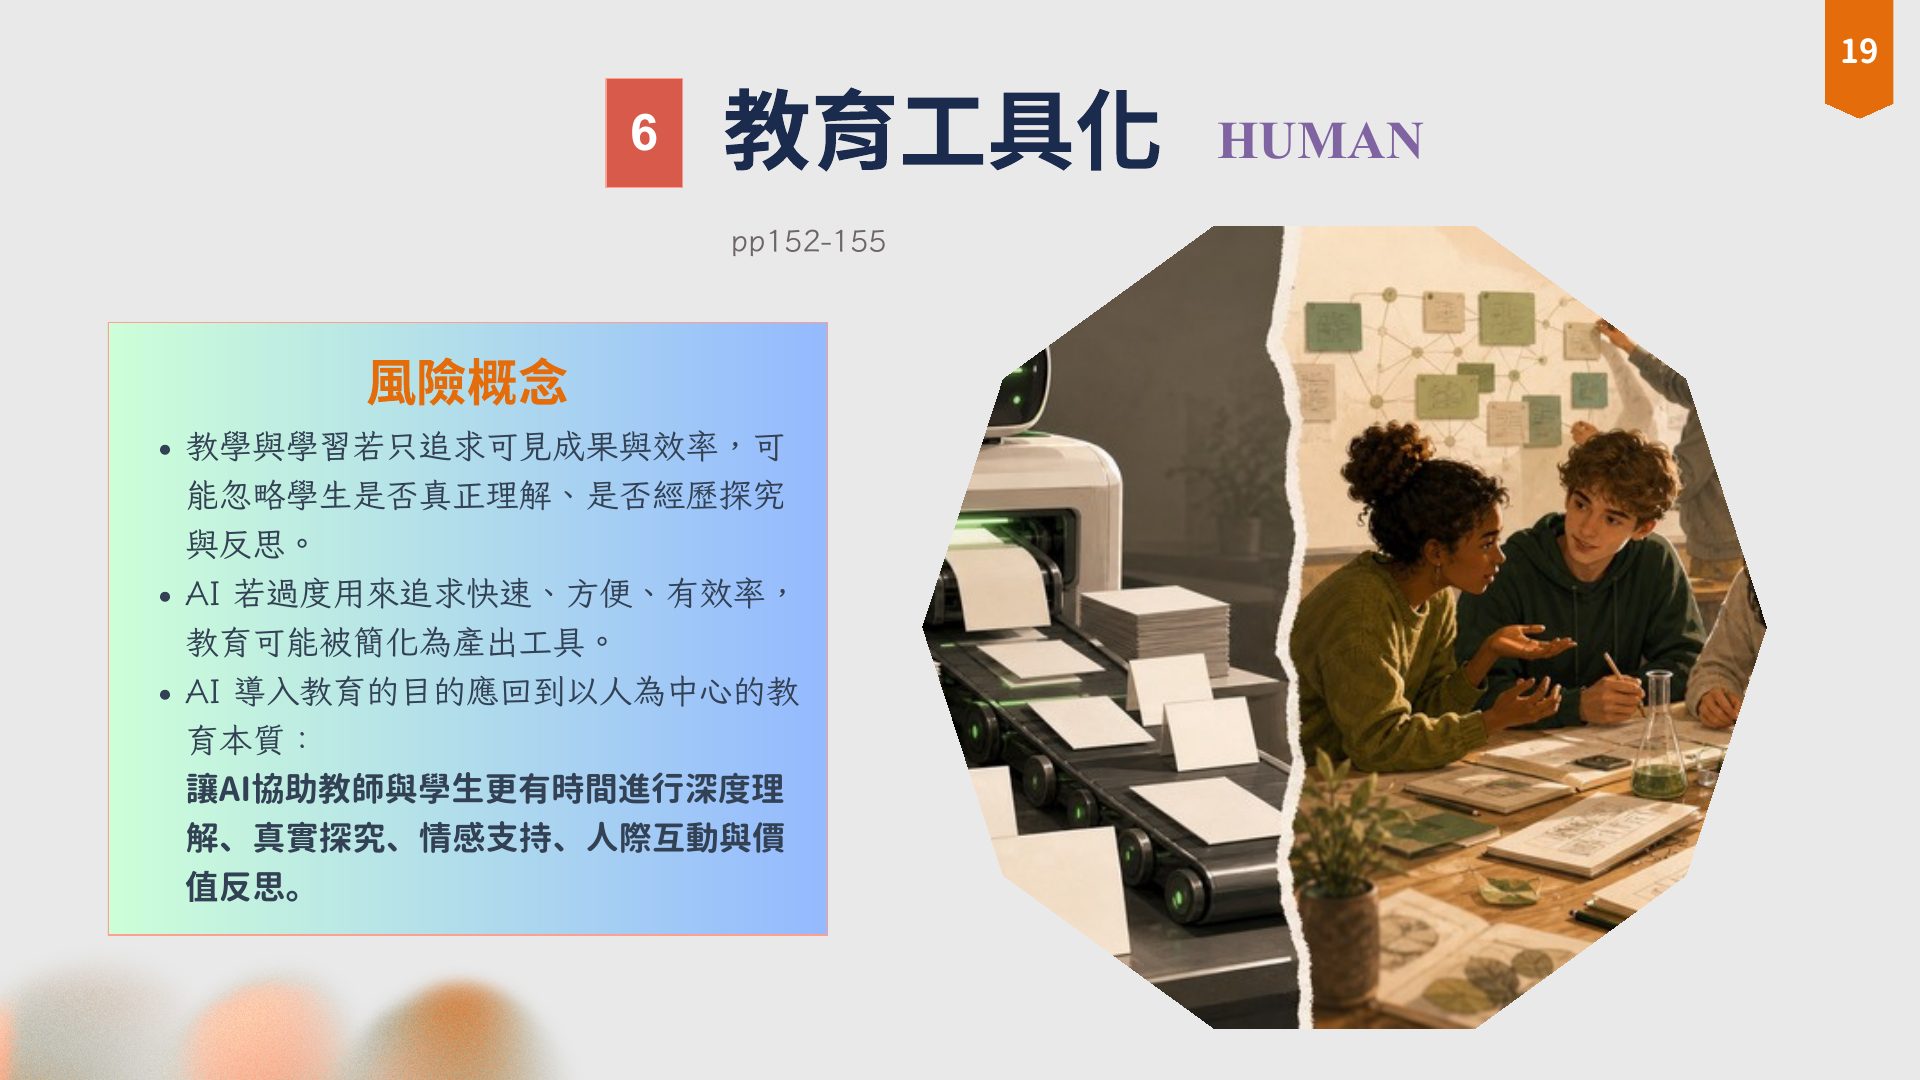 19
6 教育工具化 HUMAN
pp152-155
風險概念
• 教學與學習若只追求可見成果與效率，可
能忽略學生是否真正理解、是否經歷探究
與反思。
• AI 若過度用來追求快速、方便、有效率，
教育可能被簡化為產出工具。
• AI 導入教育的目的應回到以人為中心的教
育本質：
讓AI協助教師與學生更有時間進行深度理
解、真實探究、情感支持、人際互動與價
值反思。